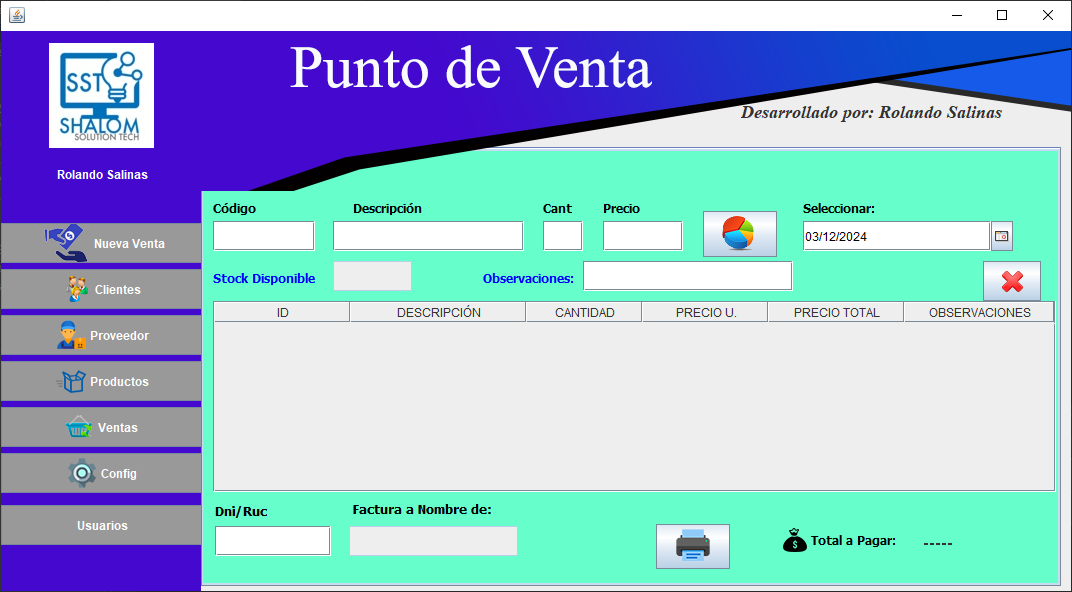 Punto de Venta
SST
SHALOM
SOLUTION TECH
Desarrollado por: Rolando Salinas
Rolando Salinas
Nueva Venta
Clientes
Proveedor
Productos
Ventas
Config
Usuarios
Código Descripción Cant Precio Seleccionar:
03/12/2024
Stock Disponible Observaciones:
ID DESCRIPCIÓN CANTIDAD PRECIO U. PRECIO TOTAL OBSERVACIONES
Dni/Ruc Factura a Nombre de:
$ Total a Pagar: -----